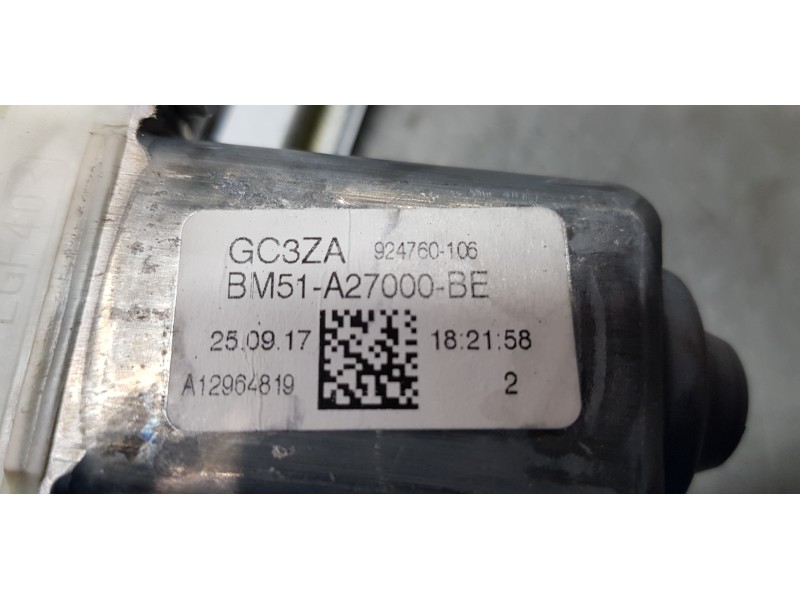 GC3ZA 924760-106
BM51-A27000-BE
25.09.17 18:21:58
A12964819 2